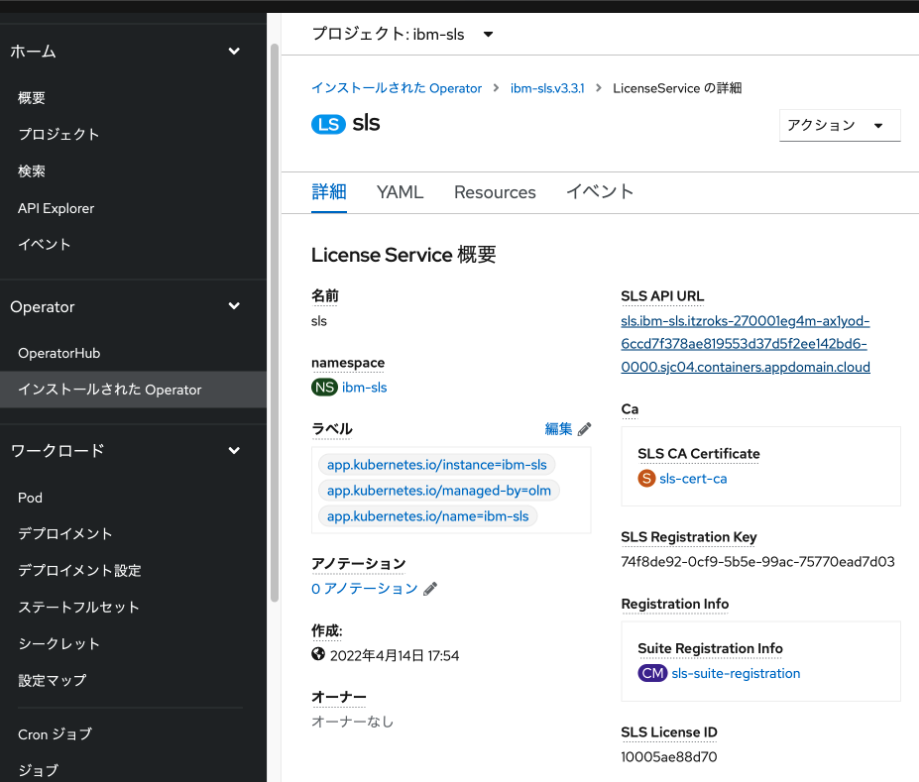 ホーム
概要
プロジェクト
検索
API Explorer
イベント
Operator
OperatorHub
インストールされた Operator
ワークロード
Pod
デプロイメント
デプロイメント設定
ステートフルセット
シークレット
設定マップ
Cron ジョブ
ジョブ
プロジェクト: ibm-sls
インストールされた Operator > ibm-sls.v3.3.1 > LicenseService の詳細
LS sls
アクション
詳細 YAML Resources イベント
License Service 概要
名前
sls
namespace
NS ibm-sls
ラベル 編集
app.kubernetes.io/instance=ibm-sls
app.kubernetes.io/managed-by=olm
app.kubernetes.io/name=ibm-sls
アノテーション
0 アノテーション
作成:
2022年4月14日 17:54
オーナー
オーナーなし
SLS API URL
sls.ibm-sls.itzroks-270001eg4m-ax1yod-
6ccd7f378ae819553d37d5f2ee142bd6-
0000.sjc04.containers.appdomain.cloud
Ca
SLS CA Certificate
S sls-cert-ca
SLS Registration Key
74f8de92-0cf9-5b5e-99ac-75770ead7d03
Registration Info
Suite Registration Info
CM sls-suite-registration
SLS License ID
10005ae88d70